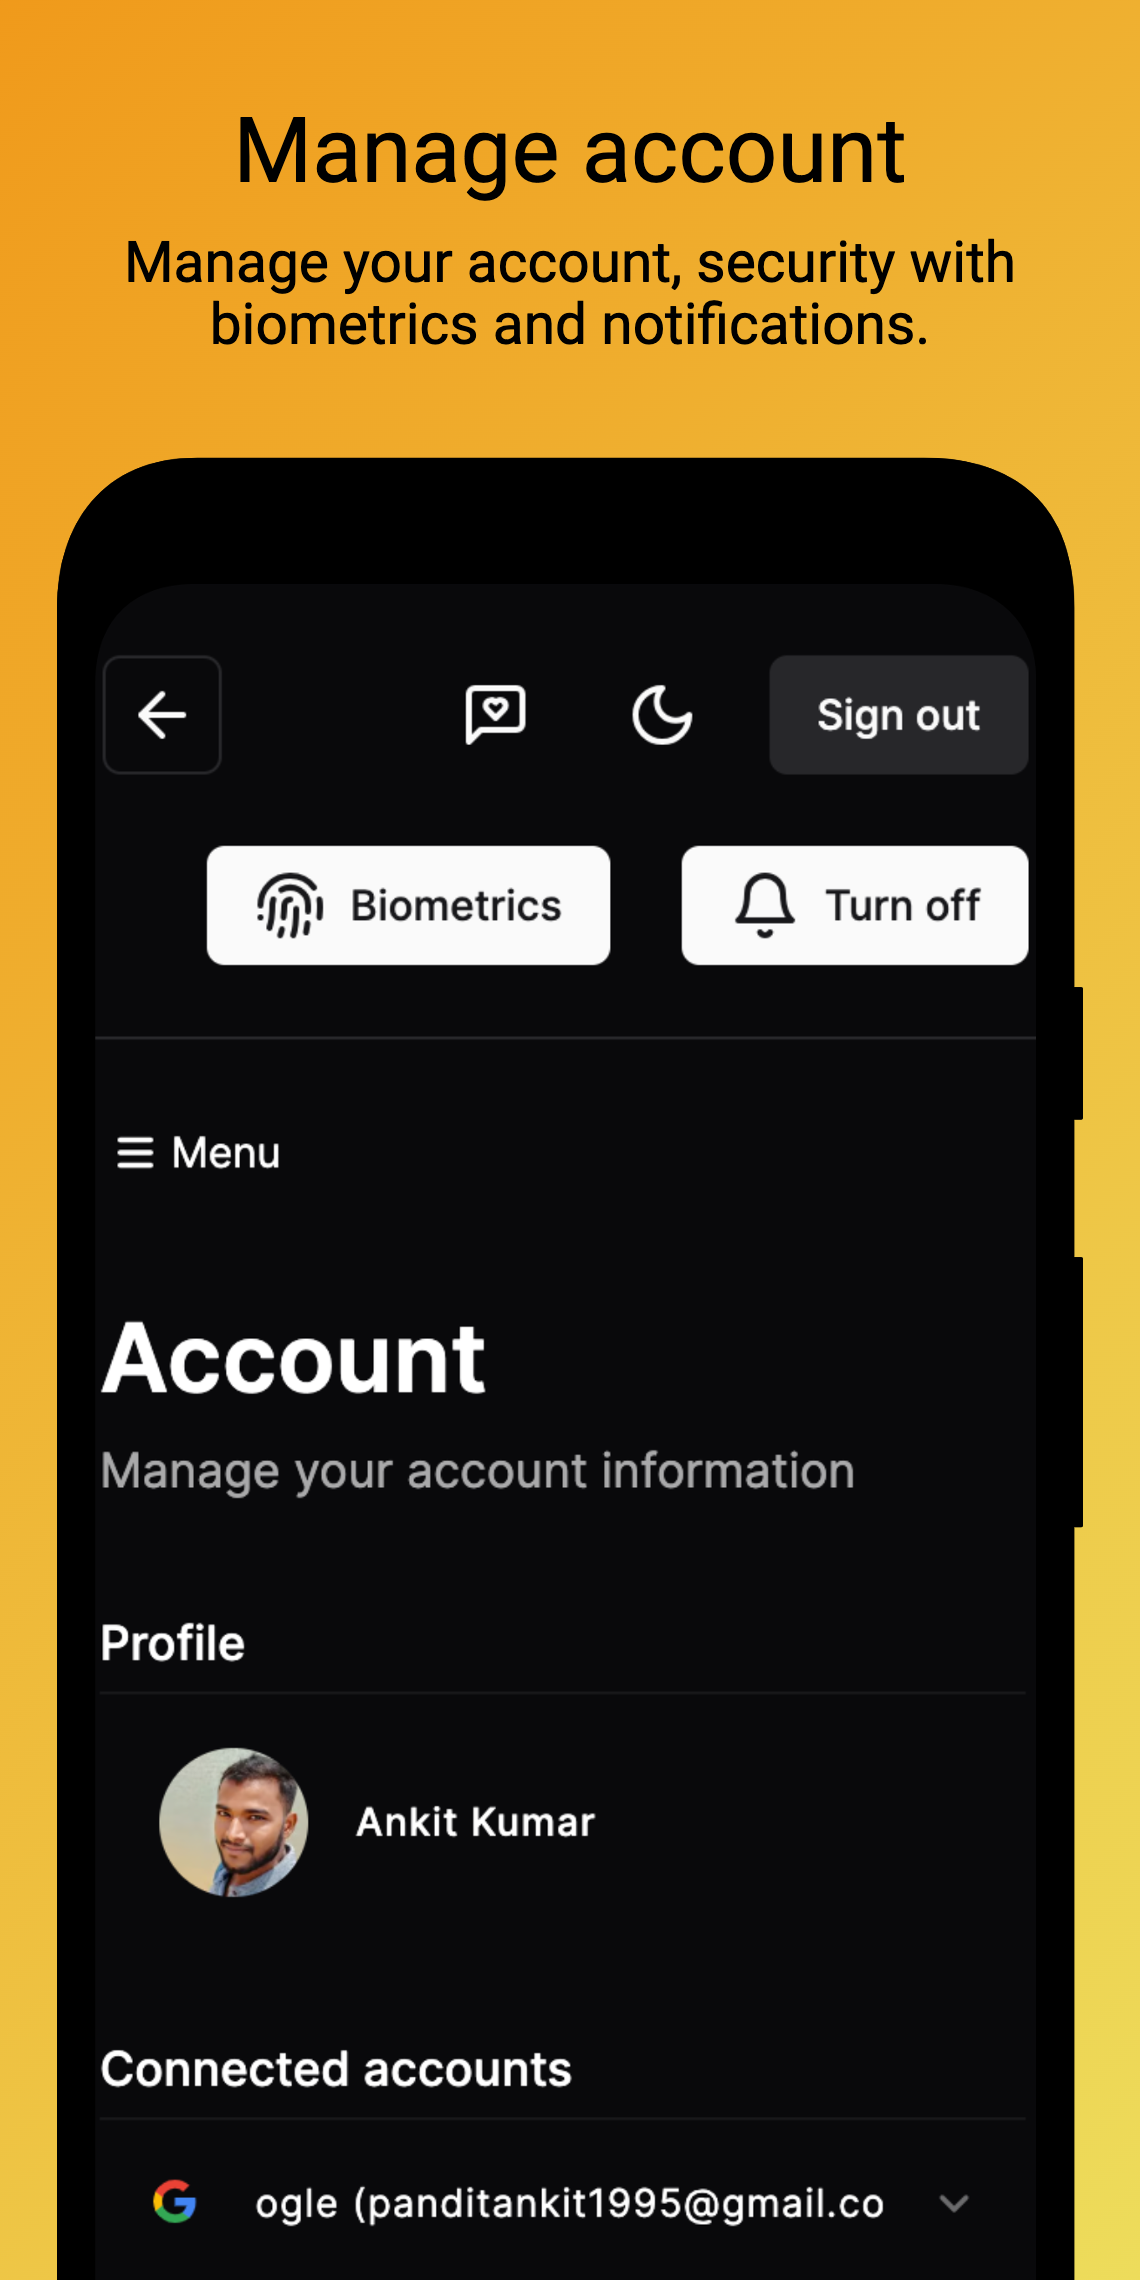 Manage account
Manage your account, security with
biometrics and notifications.
Sign out
Biometrics
Turn off
Menu
Account
Manage your account information
Profile
Ankit Kumar
Connected accounts
ogle (panditankit1995@gmail.co